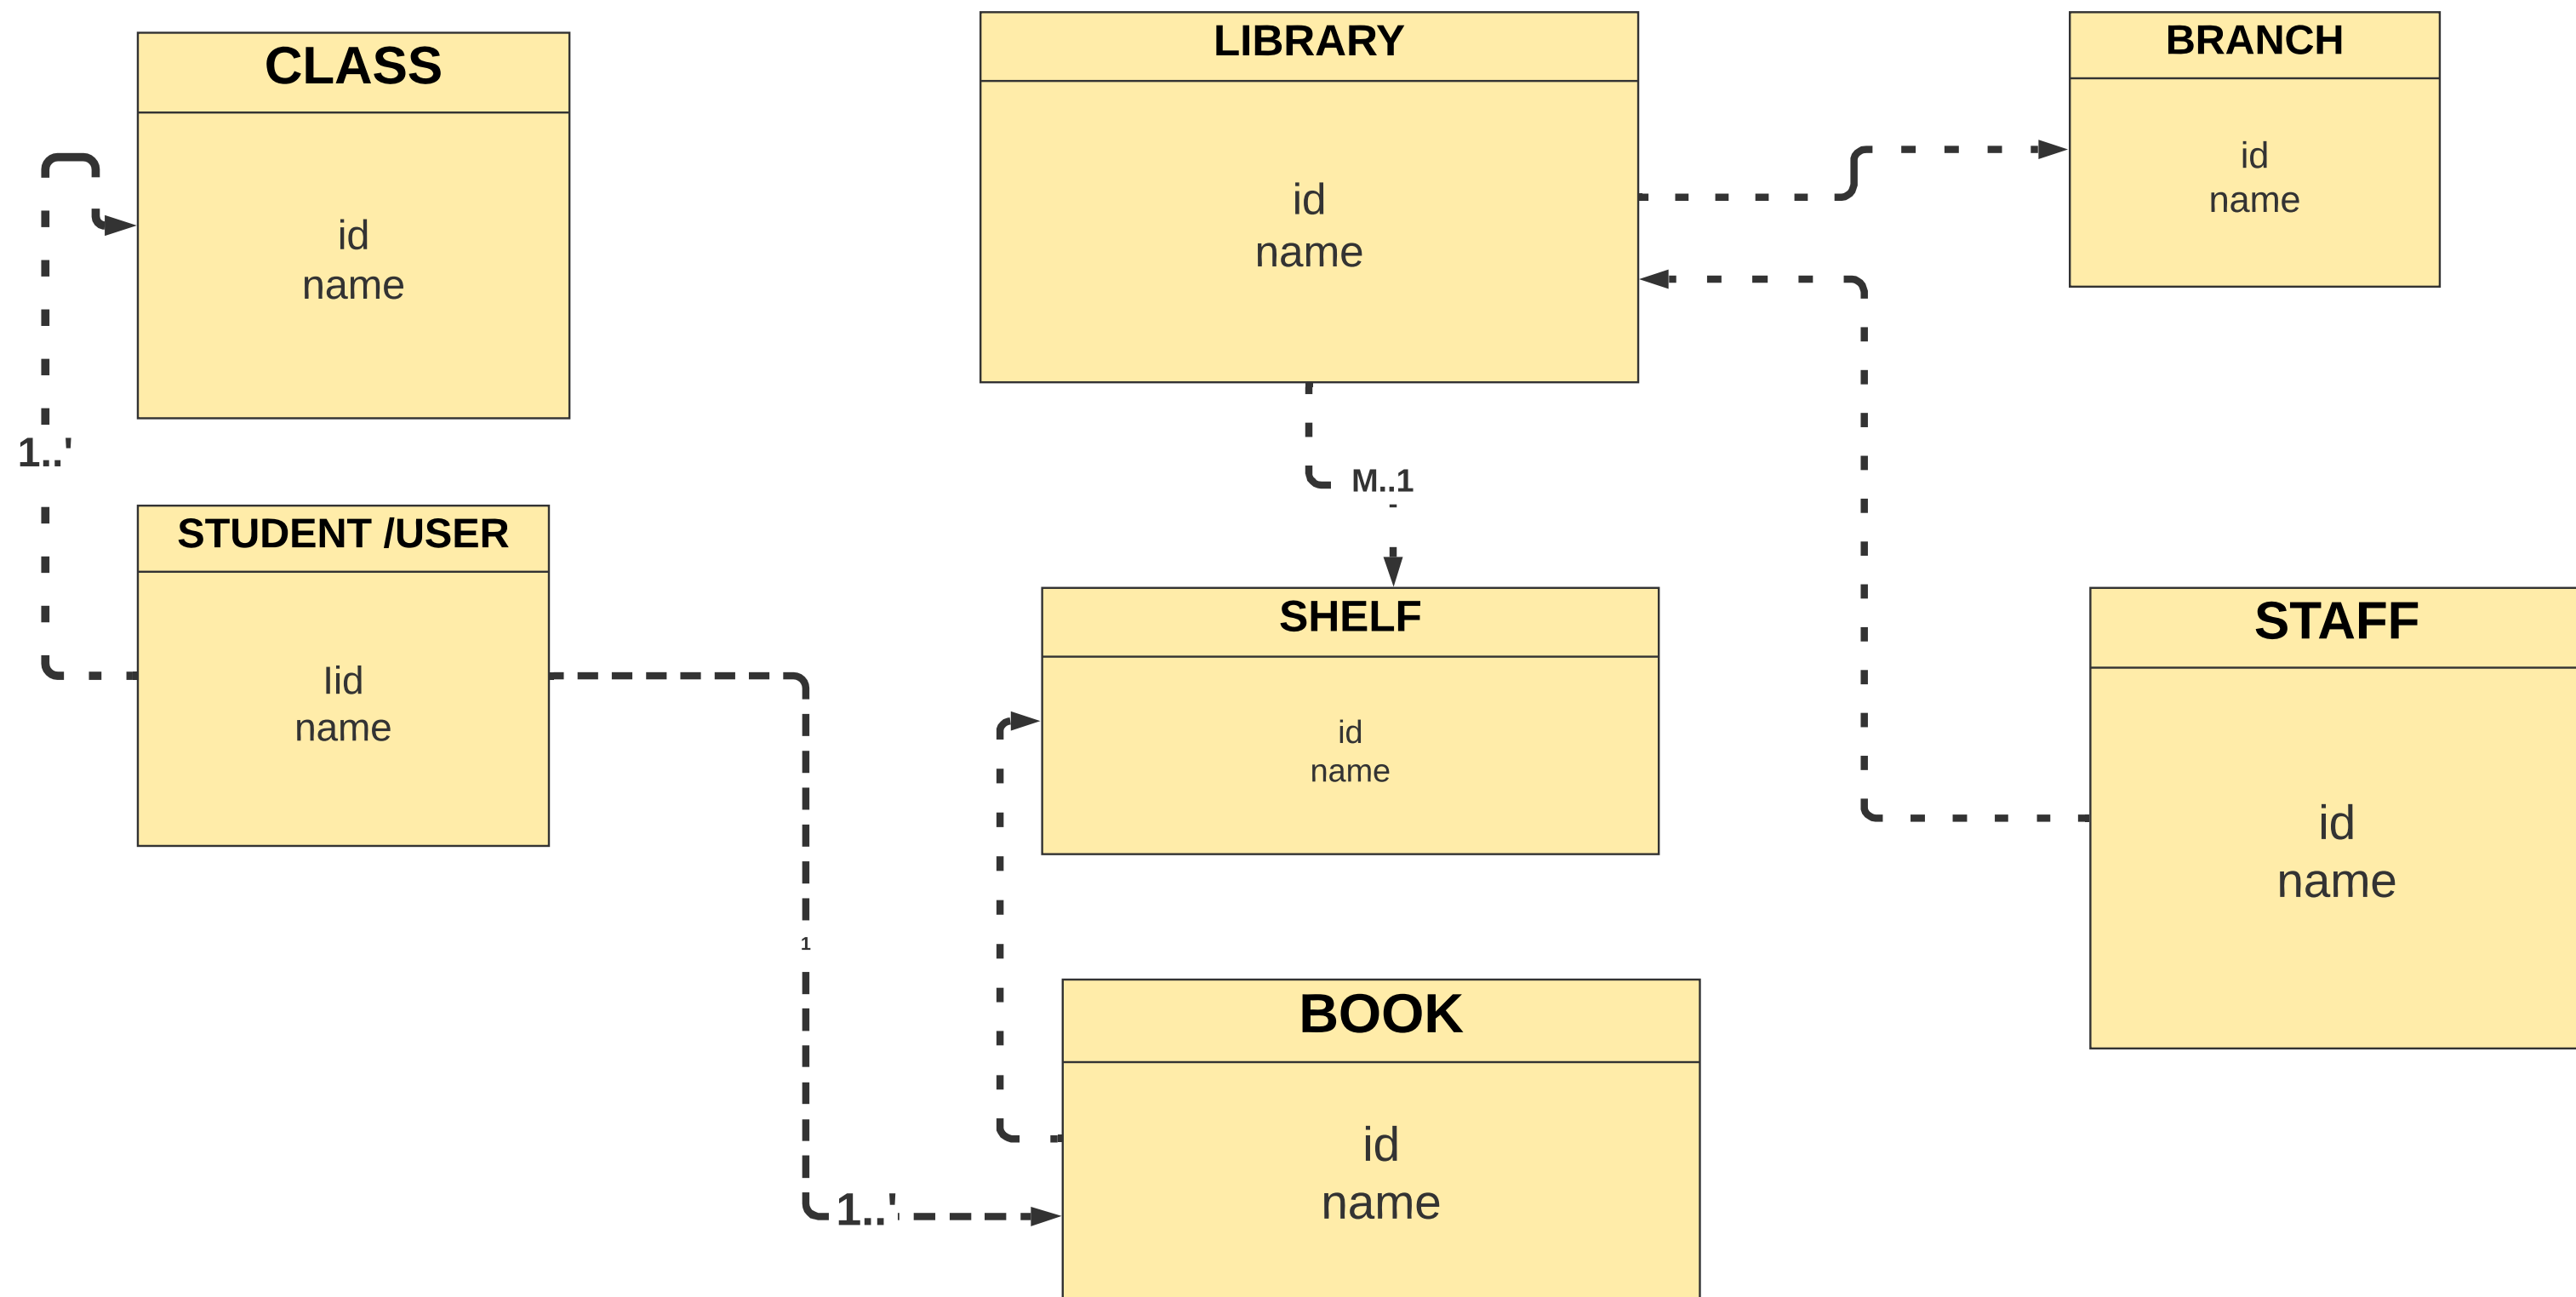 CLASS
id
name
LIBRARY
id
name
BRANCH
id
name
1..'
M..1
STUDENT /USER
Iid
name
SHELF
id
name
STAFF
id
name
1
BOOK
id
name
1..'